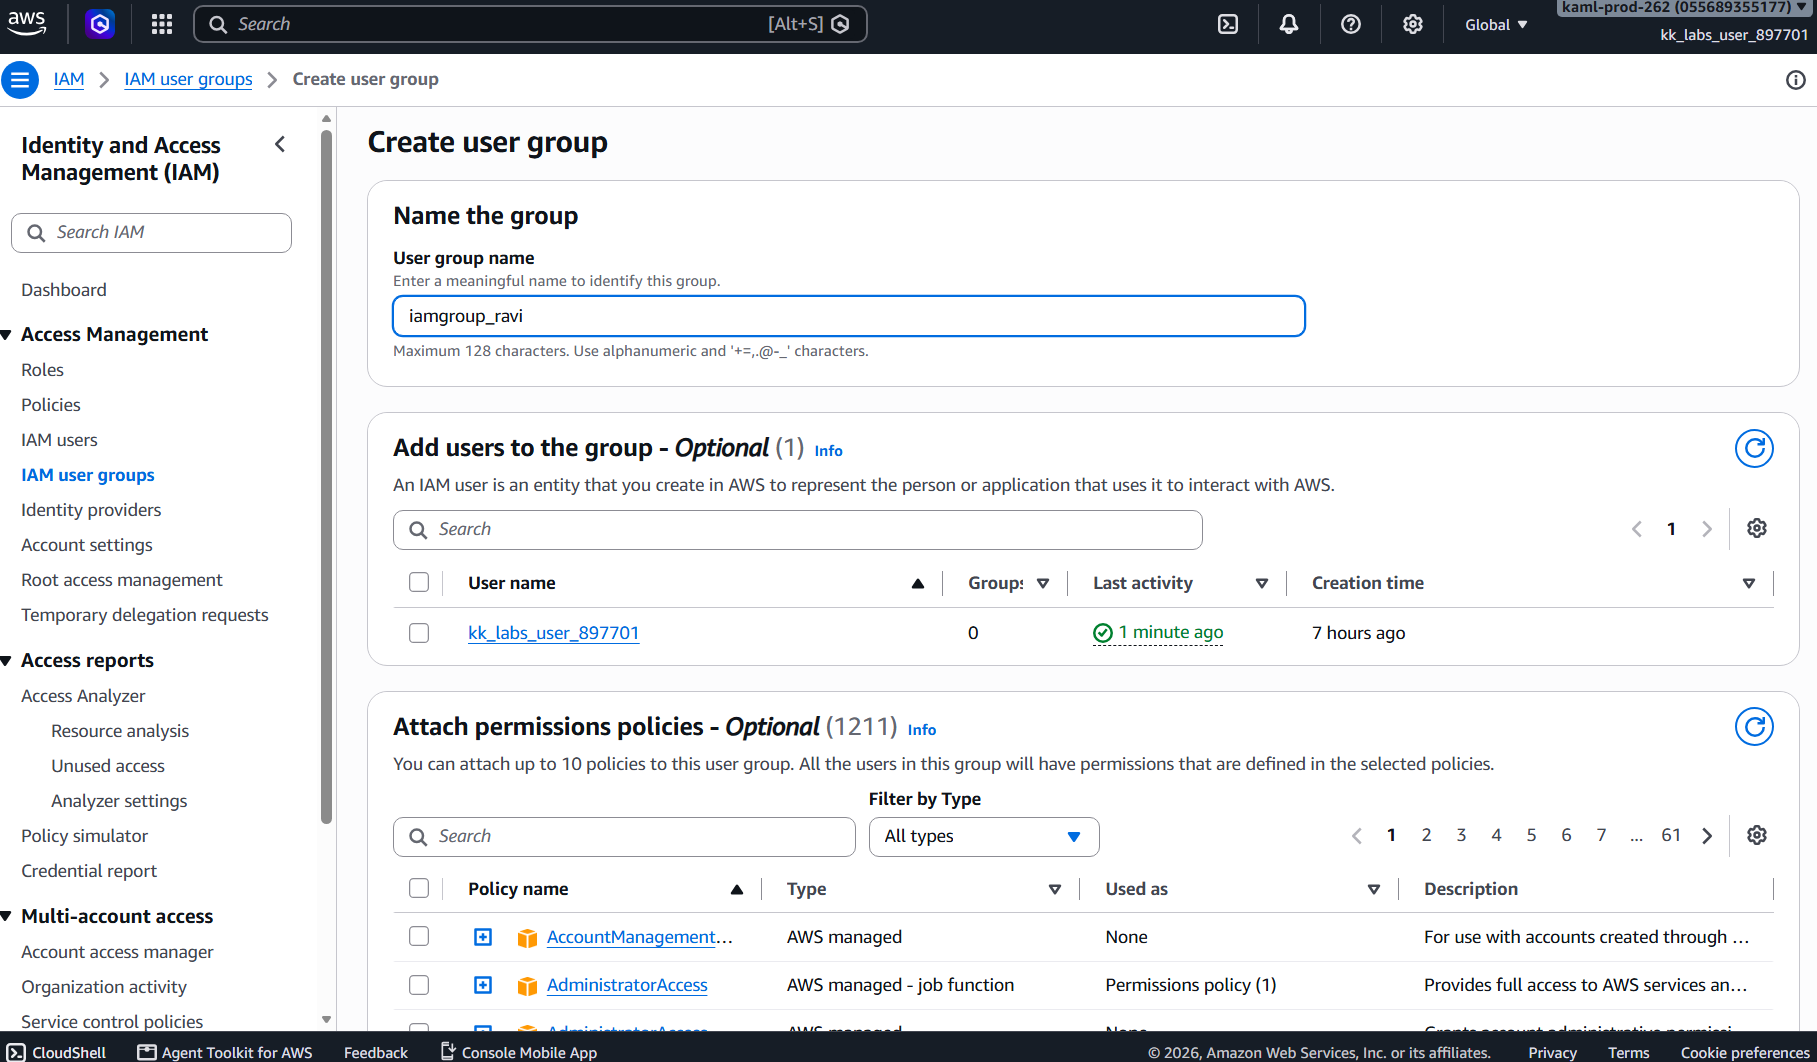 aws
Search
[Alt+S]
Global
kaml-prod-262 (055689355177)
kk_labs_user_897701
IAM
IAM user groups
Create user group
Identity and Access
Management (IAM)
Search IAM
Dashboard
Access Management
Roles
Policies
IAM users
IAM user groups
Identity providers
Account settings
Root access management
Temporary delegation requests
Access reports
Access Analyzer
Resource analysis
Unused access
Analyzer settings
Policy simulator
Credential report
Multi-account access
Account access manager
Organization activity
Service control policies
Create user group
Name the group
User group name
Enter a meaningful name to identify this group.
iamgroup_ravi
Maximum 128 characters. Use alphanumeric and '+=,.@-_' characters.
Add users to the group - Optional (1) Info
An IAM user is an entity that you create in AWS to represent the person or application that uses it to interact with AWS.
Search
1
User name Groups Last activity Creation time
kk_labs_user_897701 0 1 minute ago 7 hours ago
Attach permissions policies - Optional (1211) Info
You can attach up to 10 policies to this user group. All the users in this group will have permissions that are defined in the selected policies.
Filter by Type
Search
All types
1 2 3 4 5 6 7 ... 61
Policy name Type Used as Description
AccountManagement... AWS managed None For use with accounts created through ...
AdministratorAccess AWS managed - job function Permissions policy (1) Provides full access to AWS services an...
CloudShell
Agent Toolkit for AWS
Feedback
Console Mobile App
© 2026, Amazon Web Services, Inc. or its affiliates.
Privacy
Terms
Cookie preferences